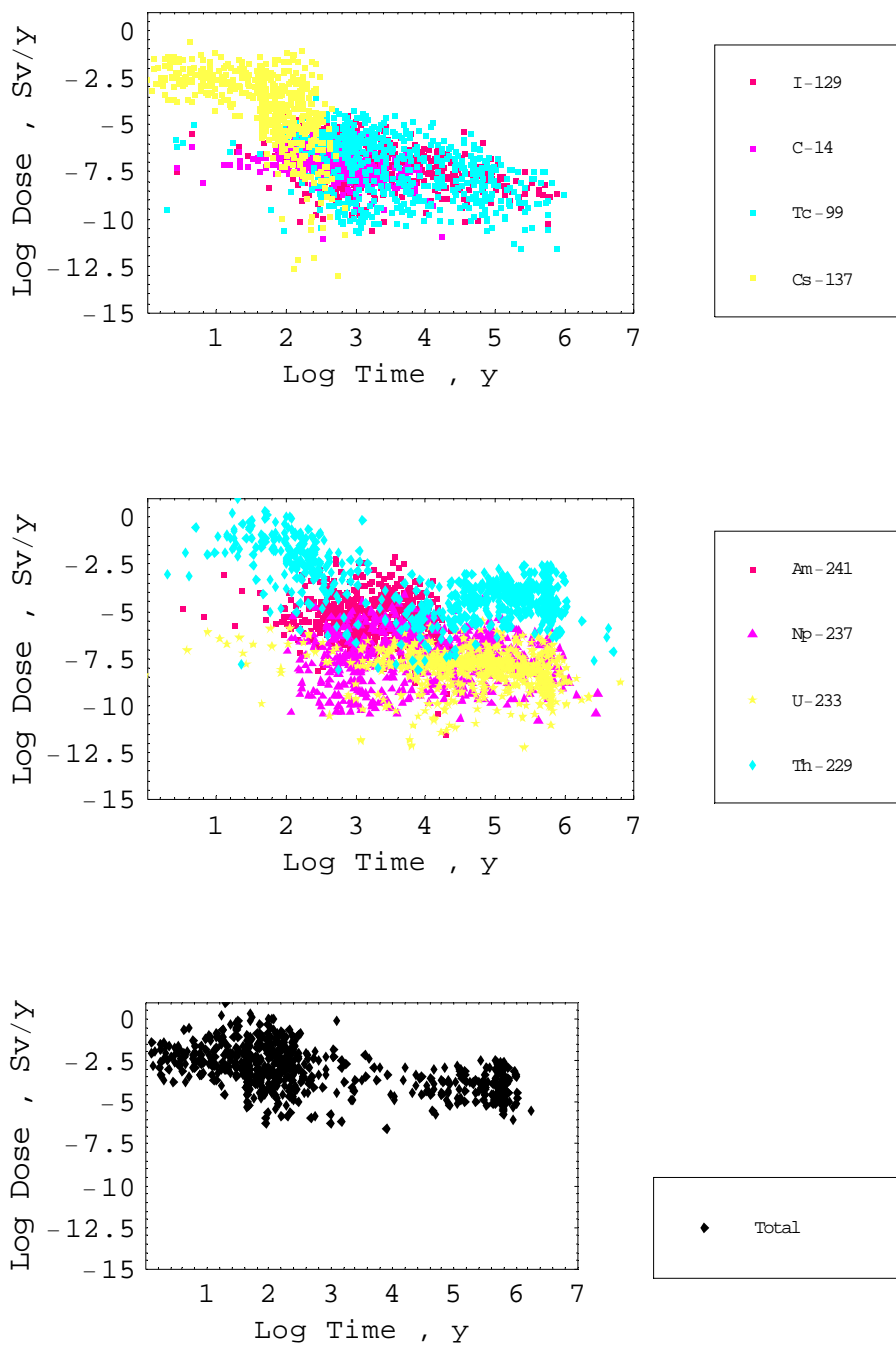 0
−2.5
−5
−7.5
−10
−12.5
−15
Log Dose , Sv/y
1 2 3 4 5 6 7
Log Time , y
I-129
C-14
Tc-99
Cs-137
0
−2.5
−5
−7.5
−10
−12.5
−15
Log Dose , Sv/y
1 2 3 4 5 6 7
Log Time , y
Am-241
Np-237
U-233
Th-229
0
−2.5
−5
−7.5
−10
−12.5
−15
Log Dose , Sv/y
1 2 3 4 5 6 7
Log Time , y
Total